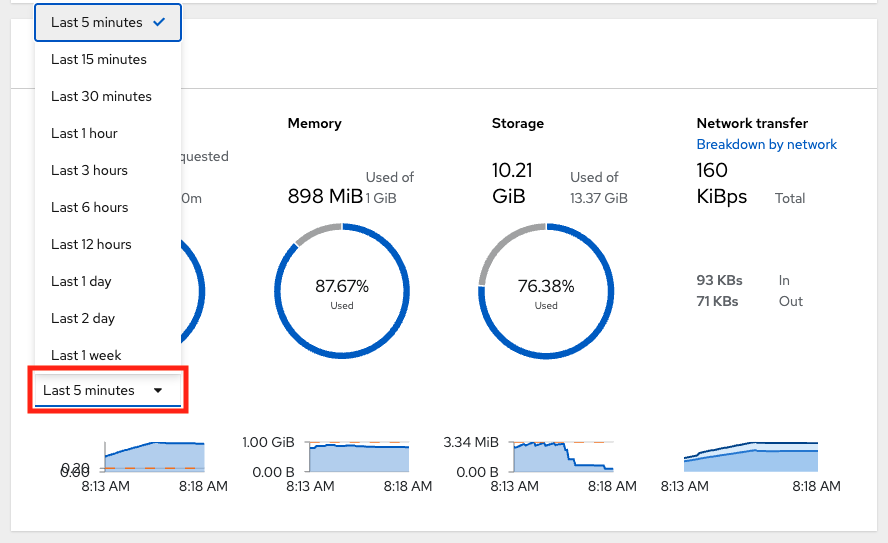 Last 5 minutes
Last 15 minutes
Last 30 minutes
Last 1 hour
Last 3 hours
Last 6 hours
Last 12 hours
Last 1 day
Last 2 day
Last 1 week
Last 5 minutes
quested
0m
Memory
898 MiB
Used of
1 GiB
87.67%
Used
Storage
10.21
GiB
Used of
13.37 GiB
76.38%
Used
Network transfer
Breakdown by network
160
KiBps
Total
93 KBs In
71 KBs Out
0.00
8:13 AM 8:18 AM
1.00 GiB
0.00 B
8:13 AM 8:18 AM
3.34 MiB
0.00 B
8:13 AM 8:18 AM
8:13 AM 8:18 AM